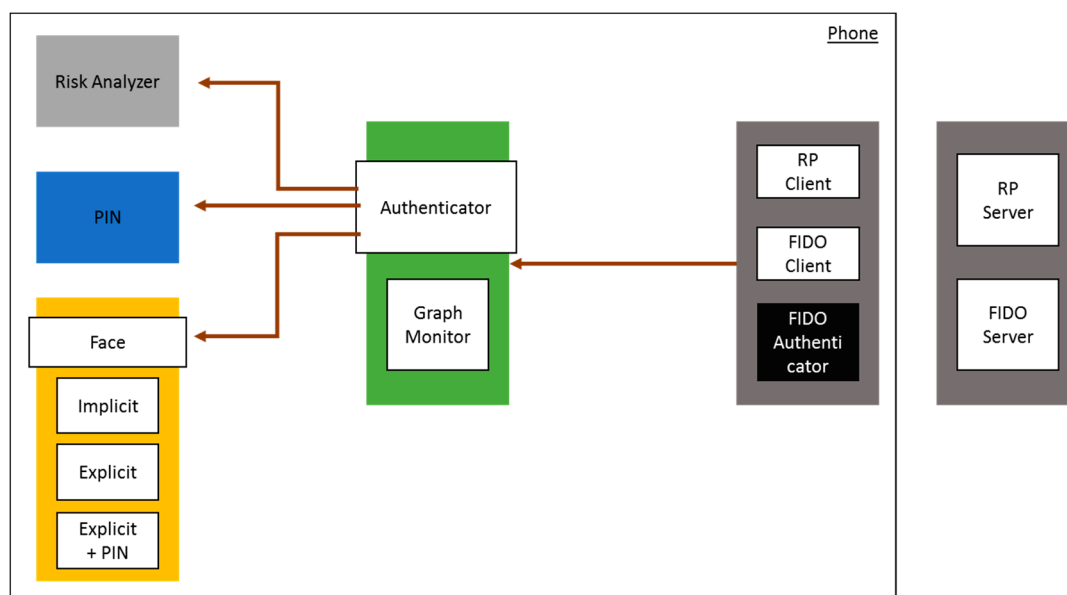 Phone
Risk Analyzer
PIN
Face
Implicit
Explicit
Explicit
+ PIN
Authenticator
Graph
Monitor
RP
Client
FIDO
Client
FIDO
Authenti
cator
RP
Server
FIDO
Server